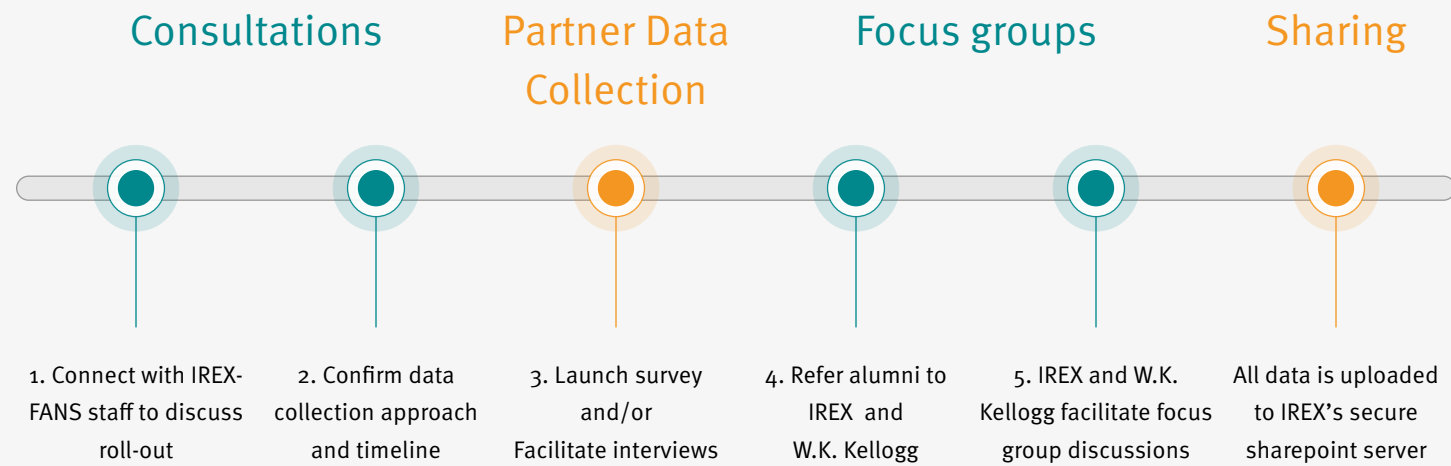 Consultations
Partner Data
Collection
Focus groups
Sharing
1. Connect with IREX-
FANS staff to discuss
roll-out
2. Confirm data
collection approach
and timeline
3. Launch survey
and/or
Facilitate interviews
4. Refer alumni to
IREX and
W.K. Kellogg
5. IREX and W.K.
Kellogg facilitate focus
group discussions
All data is uploaded
to IREX’s secure
sharepoint server